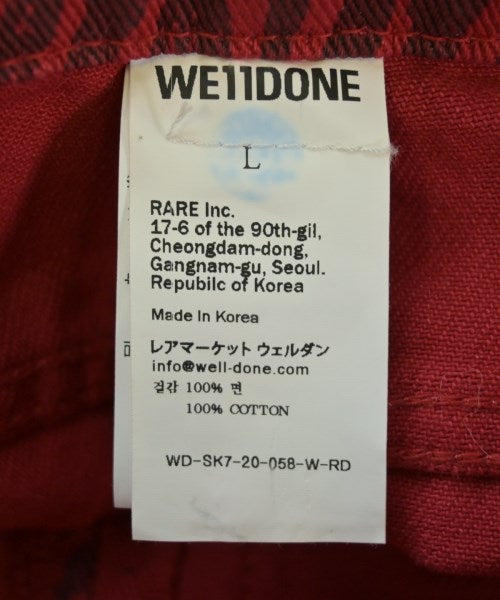 WE11DONE
L
RARE Inc.
17-6 of the 90th-gil,
Cheongdam-dong,
Gangnam-gu, Seoul.
Repubilc of Korea
Made In Korea
レアマーケット ウェルダン
info@well-done.com
겉감 100% 면
100% COTTON
WD-SK7-20-058-W-RD